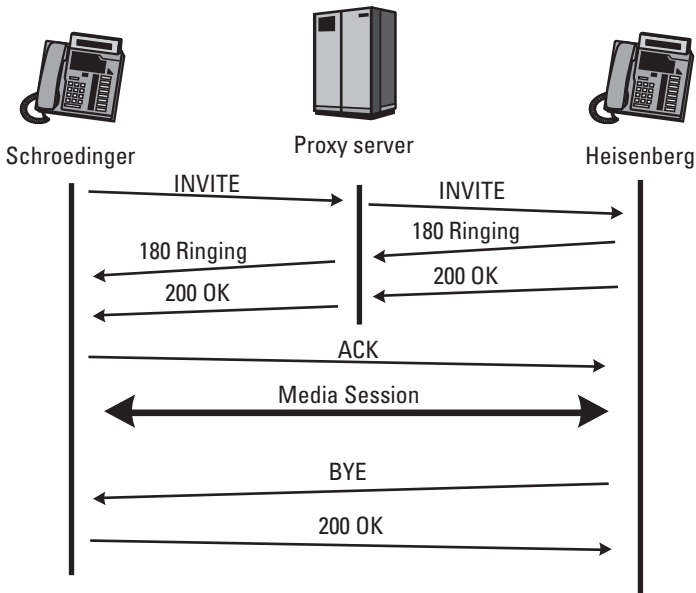 Schroedinger
Proxy server
Heisenberg
INVITE
INVITE
180 Ringing
180 Ringing
200 OK
200 OK
ACK
Media Session
BYE
200 OK